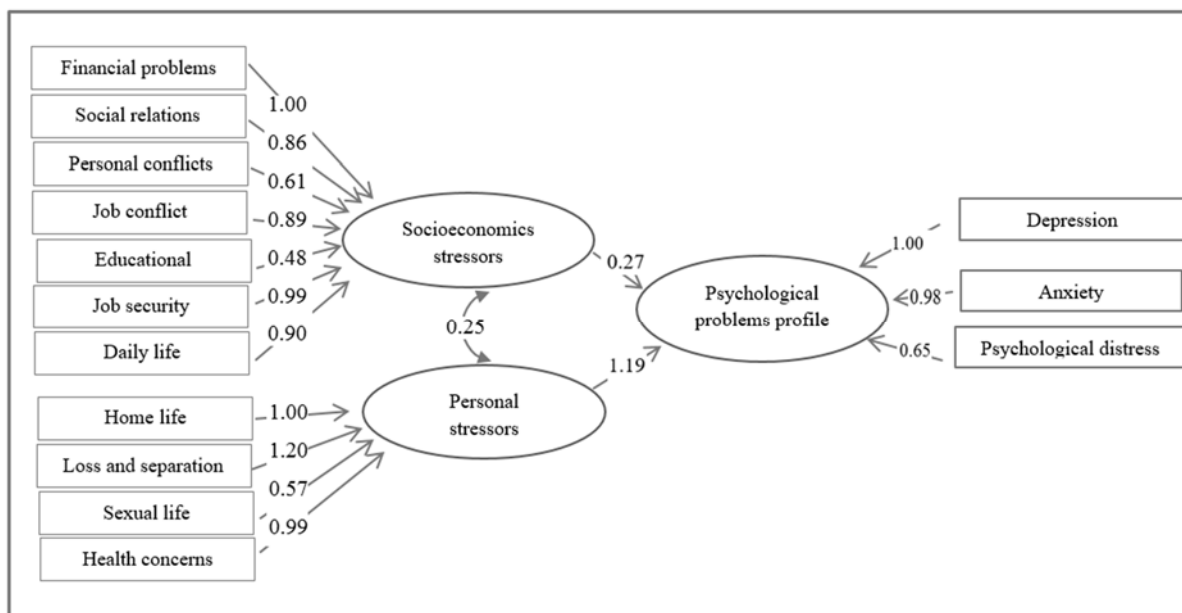 Financial problems
1.00
Social relations
0.86
Personal conflicts
0.61
Job conflict
0.89
Educational
0.48
Job security
0.99
Daily life
0.90
Home life
1.00
Loss and separation
1.20
Sexual life
0.57
Health concerns
0.99
Socioeconomics
stressors
0.25
Personal
stressors
0.27
1.19
Psychological
problems profile
1.00
0.98
0.65
Depression
Anxiety
Psychological distress